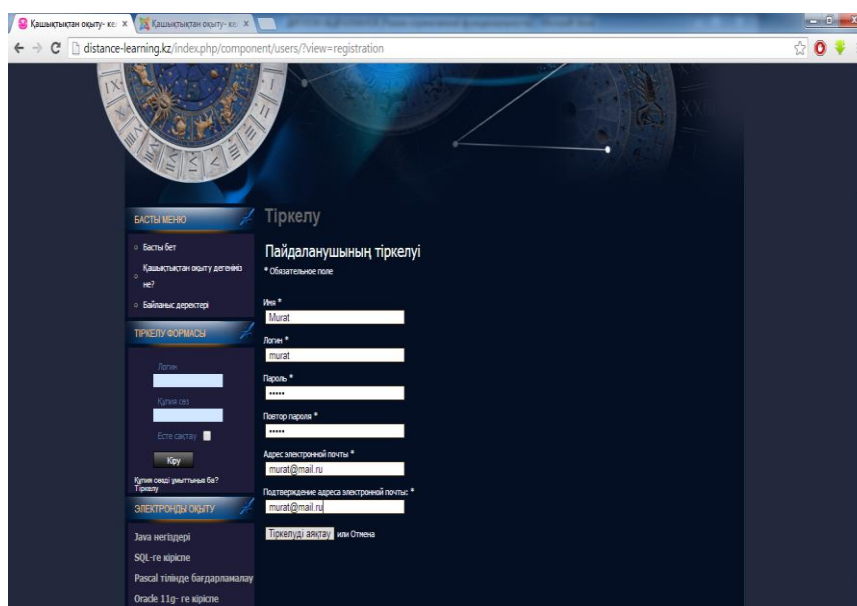 Қашықтықтан оқыту- ке
Қашықтықтан оқыту- ке
distance-learning.kz/index.php/component/users/?view=registration
IX
XX
БАСТЫ МЕНЮ
Басты бет
Қашықтықтан оқыту дегеніміз
не?
Байланыс деректері
ТІРКЕЛУ ФОРМАСЫ
Логин
Құпия сөз
Есте сақтау
Кіру
Құпия сөзді ұмыттыңыз ба?
Тіркелу
ЭЛЕКТРОНДЫ ОҚЫТУ
Java негіздері
SQL-ге кіріспе
Pascal тілінде бағдарламалау
Oracle 11g- ге кіріспе
Тіркелу
Пайдаланушының тіркелуі
* Обязательное поле
Имя *
Murat
Логин *
murat
Пароль *
•••••
Повтор пароля *
•••••
Адрес электронной почты *
murat@mail.ru
Подтверждение адреса электронной почты: *
murat@mail.ru
Тіркелуді аяқтау или Отмена